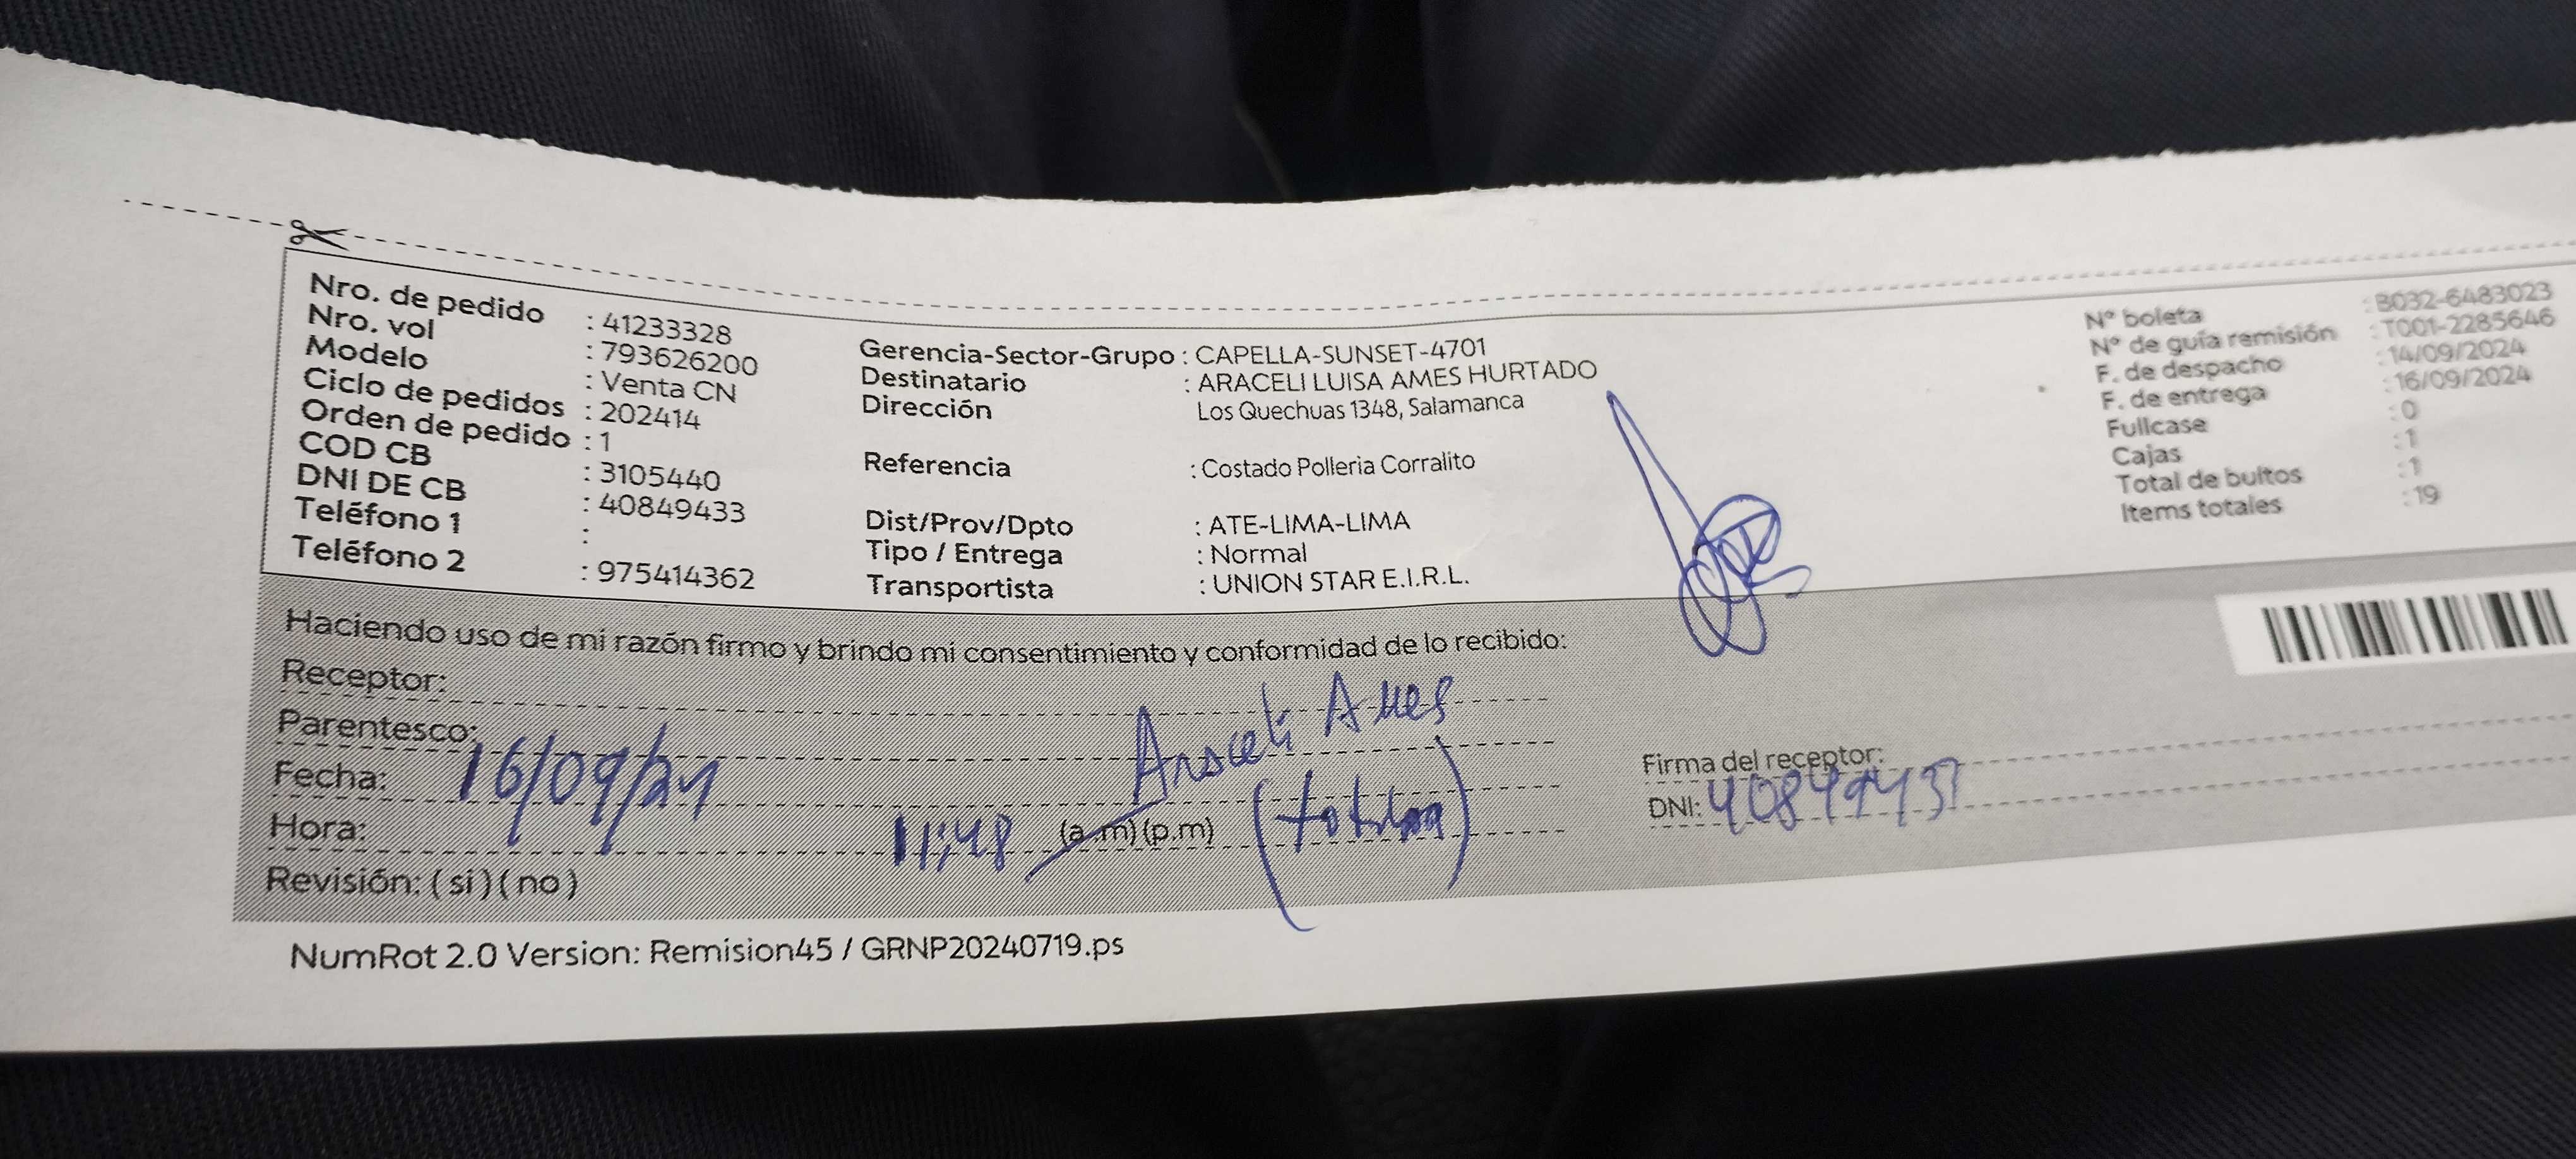 Nro. de pedido : 41233328
Nro. vol : 793626200
Modelo : Venta CN
Ciclo de pedidos : 202414
Orden de pedido : 1
COD CB : 3105440
DNI DE CB : 40849433
Teléfono 1 :
Teléfono 2 : 975414362
Gerencia-Sector-Grupo : CAPELLA-SUNSET-4701
Destinatario : ARACELI LUISA AMES HURTADO
Dirección Los Quechuas 1348, Salamanca
Referencia : Costado Polleria Corralito
Dist/Prov/Dpto : ATE-LIMA-LIMA
Tipo / Entrega : Normal
Transportista : UNION STAR E.I.R.L.
N° boleta : B032-6483023
N° de guía remisión : T001-2285646
F. de despacho : 14/09/2024
F. de entrega : 16/09/2024
Fullcase : 0
Cajas : 1
Total de bultos : 1
Items totales : 19
Haciendo uso de mi razón firmo y brindo mi consentimiento y conformidad de lo recibido:
Receptor: Araceli Ames
Parentesco:
Fecha: 16/09/24
Hora: 11:48 (a.m)(p.m)
Revisión: (si)(no)
Firma del receptor:
DNI: 40849433
NumRot 2.0 Version: Remision45 / GRNP20240719.ps